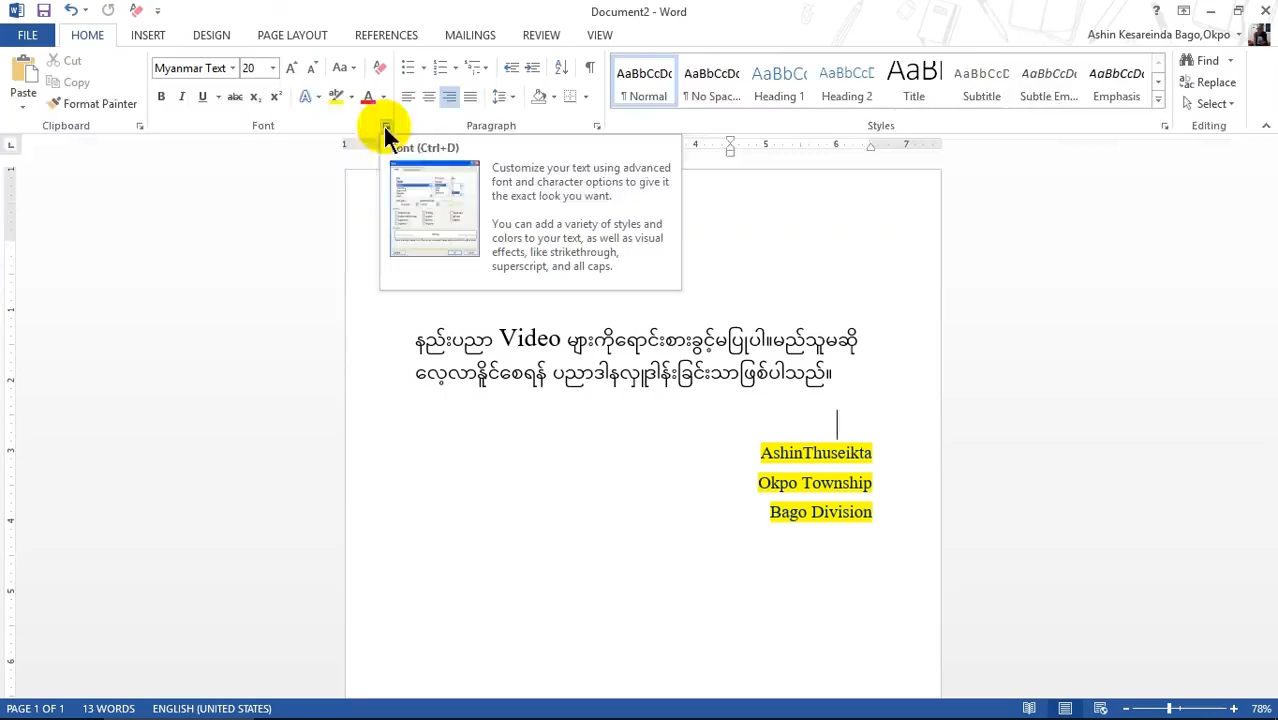 Document2 - Word
FILE HOME INSERT DESIGN PAGE LAYOUT REFERENCES MAILINGS REVIEW VIEW
Ashin Kesareinda Bago,Okpo
Paste
Cut
Copy
Format Painter
Clipboard
Myanmar Text 20
Font
Paragraph
AaBbCcDc AaBbCcDc AaBbCc AaBbCcC AaBb AaBbCcD AaBbCcDc AaBbCcDc
¶ Normal ¶ No Spac... Heading 1 Heading 2 Title Subtitle Subtle Em... Emphasis
Styles
Find
Replace
Select
Editing
Font (Ctrl+D)
Customize your text using advanced
font and character options to give it
the exact look you want.
You can add a variety of styles and
colors to your text, as well as visual
effects, like strikethrough,
superscript, and all caps.
နည်းပညာ Video များကိုရောင်းစားခွင့်မပြုပါ။မည်သူမဆို
လေ့လာနိူင်စေရန် ပညာဒါနလှူဒါန်းခြင်းသာဖြစ်ပါသည်။
AshinThuseikta
Okpo Township
Bago Division
PAGE 1 OF 1 13 WORDS ENGLISH (UNITED STATES) 78%